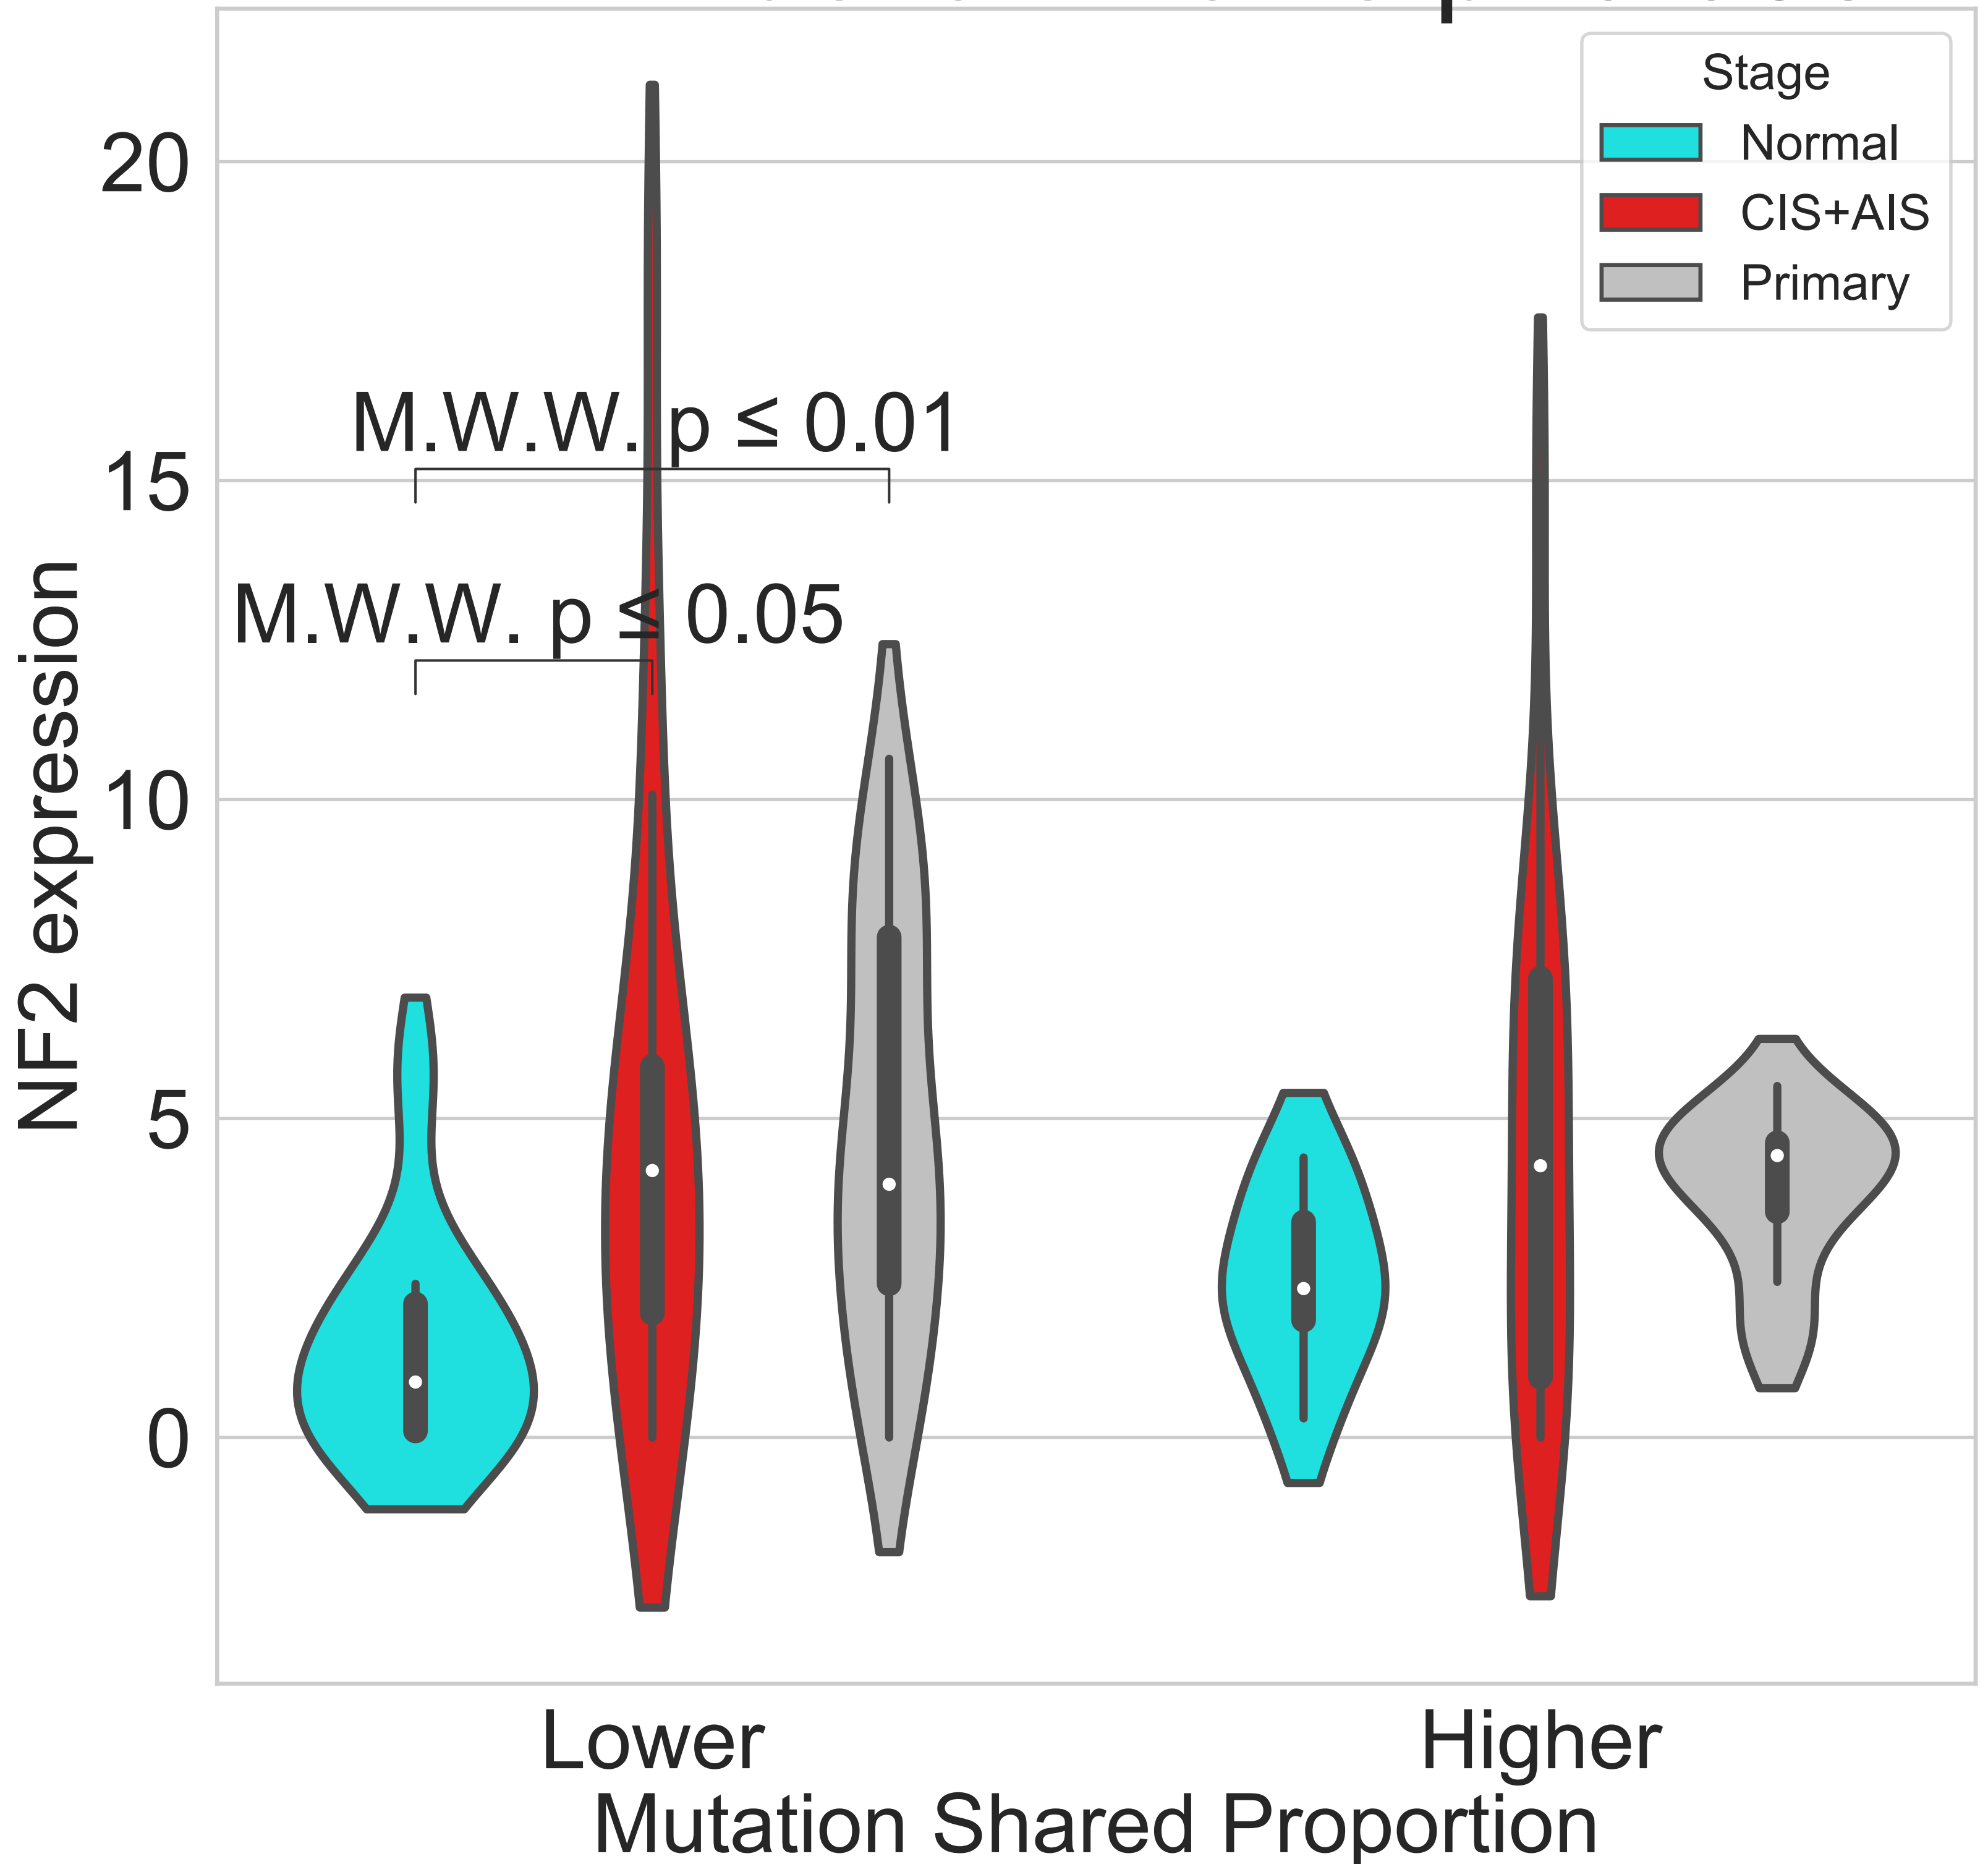 Stage
Normal
CIS+AIS
Primary
20
15
10
5
0
NF2 expression
M.W.W. p ≤ 0.01
M.W.W. p ≤ 0.05
Lower
Higher
Mutation Shared Proportion